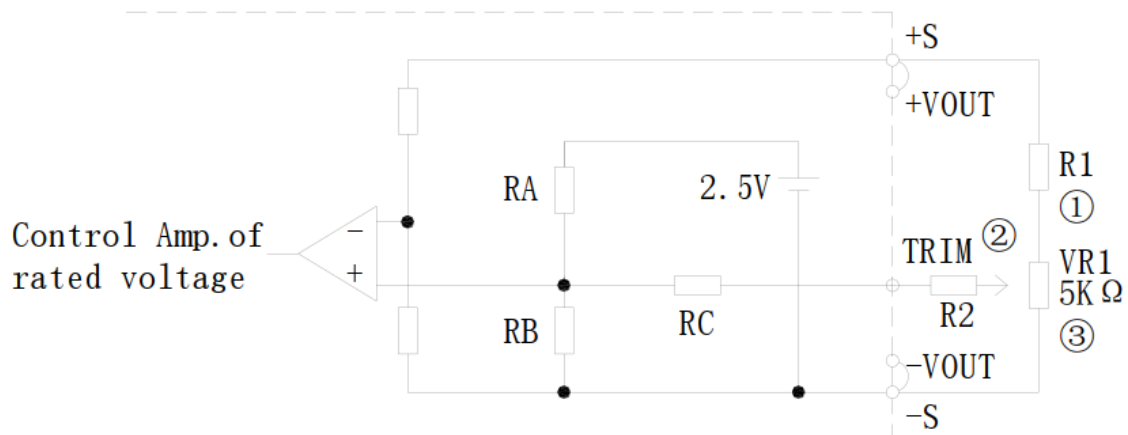 +S
+VOUT
R1
①
RA
2.5V
Control Amp.of
rated voltage
−
+
TRIM
②
VR1
5KΩ
③
R2
RC
RB
−VOUT
−S